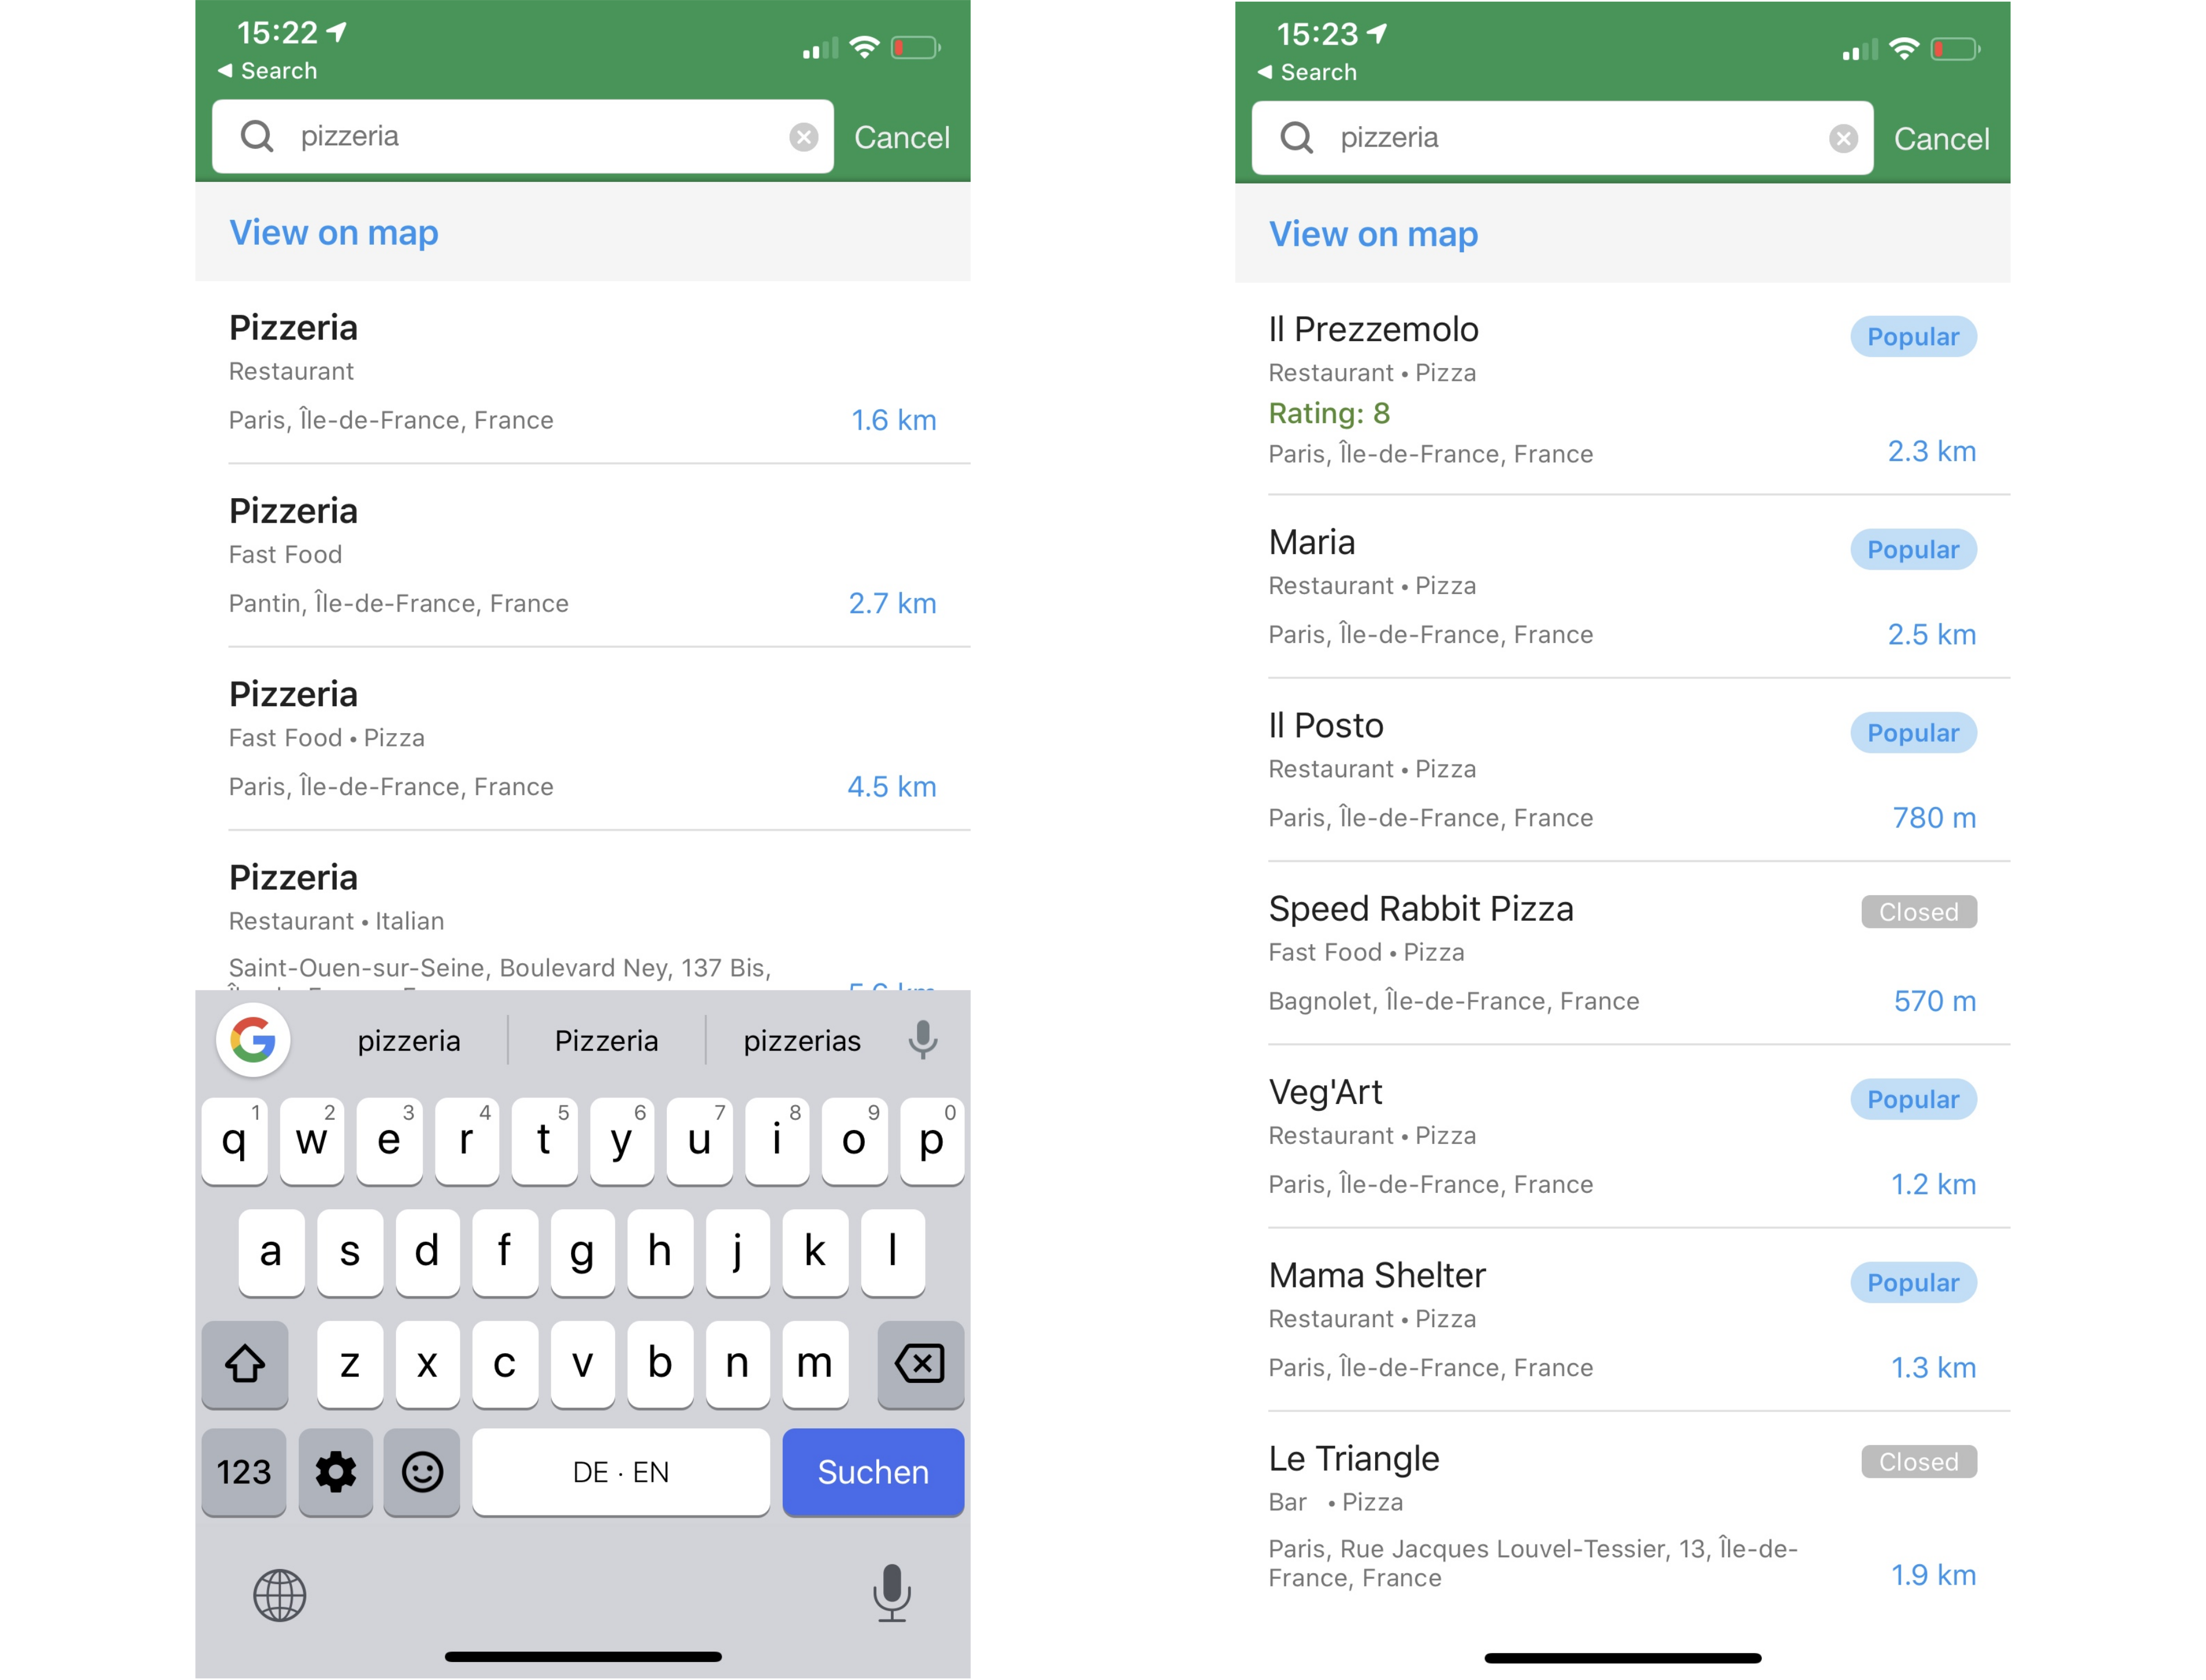 15:22
Search
pizzeria
Cancel
View on map
Pizzeria
Restaurant
Paris, Île-de-France, France
1.6 km
Pizzeria
Fast Food
Pantin, Île-de-France, France
2.7 km
Pizzeria
Fast Food • Pizza
Paris, Île-de-France, France
4.5 km
Pizzeria
Restaurant • Italian
Saint-Ouen-sur-Seine, Boulevard Ney, 137 Bis,
G
pizzeria
Pizzeria
pizzerias
1 2 3 4 5 6 7 8 9 0
q w e r t y u i o p
a s d f g h j k l
z x c v b n m
123
DE · EN
Suchen
15:23
Search
pizzeria
Cancel
View on map
Il Prezzemolo
Popular
Restaurant • Pizza
Rating: 8
Paris, Île-de-France, France
2.3 km
Maria
Popular
Restaurant • Pizza
Paris, Île-de-France, France
2.5 km
Il Posto
Popular
Restaurant • Pizza
Paris, Île-de-France, France
780 m
Speed Rabbit Pizza
Closed
Fast Food • Pizza
Bagnolet, Île-de-France, France
570 m
Veg'Art
Popular
Restaurant • Pizza
Paris, Île-de-France, France
1.2 km
Mama Shelter
Popular
Restaurant • Pizza
Paris, Île-de-France, France
1.3 km
Le Triangle
Closed
Bar • Pizza
Paris, Rue Jacques Louvel-Tessier, 13, Île-de-
France, France
1.9 km